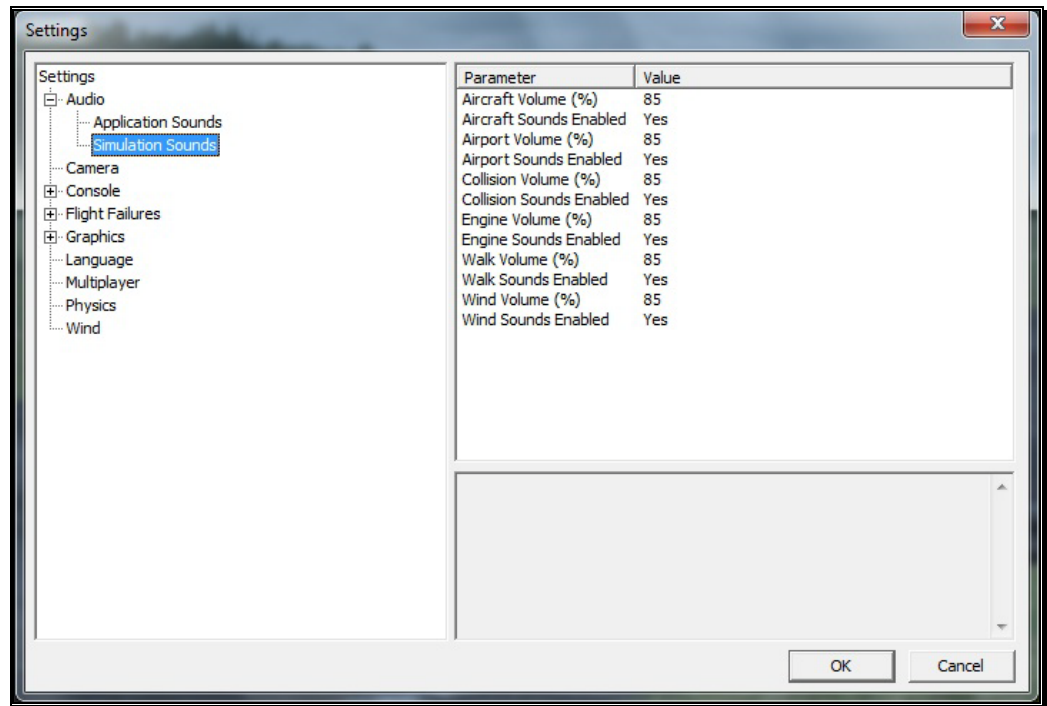 Settings
Settings
Audio
Application Sounds
Simulation Sounds
Camera
Console
Flight Failures
Graphics
Language
Multiplayer
Physics
Wind
Parameter Value
Aircraft Volume (%) 85
Aircraft Sounds Enabled Yes
Airport Volume (%) 85
Airport Sounds Enabled Yes
Collision Volume (%) 85
Collision Sounds Enabled Yes
Engine Volume (%) 85
Engine Sounds Enabled Yes
Walk Volume (%) 85
Walk Sounds Enabled Yes
Wind Volume (%) 85
Wind Sounds Enabled Yes
OK Cancel